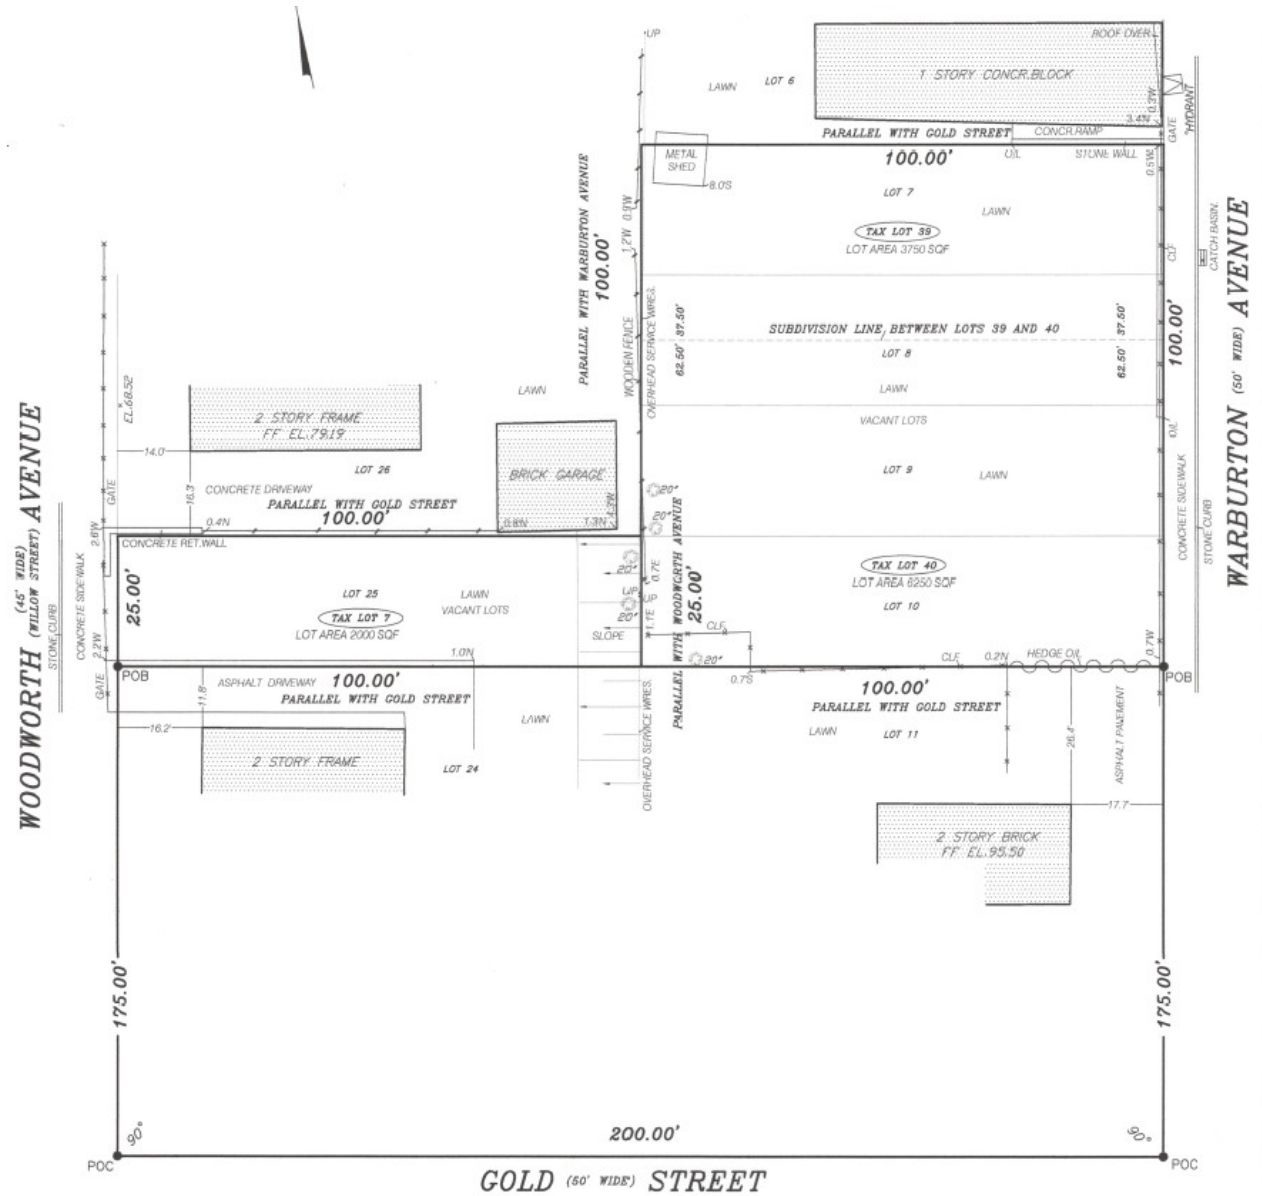 UP
ROOF OVER
1 STORY CONCR.BLOCK
LOT 6
LAWN
0.3W
3.4N
GATE
HYDRANT
PARALLEL WITH GOLD STREET
CONCR.RAMP
100.00'
O/L
STONE WALL
0.5W
METAL
SHED
8.0'S
LOT 7
LAWN
TAX LOT 39
LOT AREA 3750 SQF
PARALLEL WITH WARBURTON AVENUE
100.00'
1.2'W 0.9'W
WOODEN FENCE
OVERHEAD SERVICE WIRES.
62.50' 37.50'
SUBDIVISION LINE BETWEEN LOTS 39 AND 40
62.50' 37.50'
100.00'
CLF
CATCH BASIN.
WARBURTON (50' WIDE) AVENUE
LOT 8
LAWN
VACANT LOTS
O/L
LOT 9
LAWN
CONCRETE SIDEWALK
STONE CURB
EL.68.52'
2 STORY FRAME
FF EL.79.19
LAWN
14.0'
LOT 26
16.3'
BRICK GARAGE
4.3'W
GATE
CONCRETE DRIVEWAY
PARALLEL WITH GOLD STREET
0.4N
100.00'
0.8N
1.3N
20"
20"
2.6'W
CONCRETE RET.WALL
WOODWORTH (45' WIDE) (WILLOW STREET) AVENUE
STONE CURB
CONCRETE SIDEWALK
25.00'
LOT 25
LAWN
VACANT LOTS
TAX LOT 7
LOT AREA 2000 SQF
20"
UP
UP
20"
0.7'E
1.1'E
SLOPE
PARALLEL WITH WOODWORTH AVENUE
25.00'
CLF
TAX LOT 40
LOT AREA 6250 SQF
LOT 10
2.2'W
1.0'N
20"
0.7'S
CLF
0.2'N
HEDGE O/L
0.7'W
POB
POB
GATE
ASPHALT DRIVEWAY
100.00'
PARALLEL WITH GOLD STREET
11.8'
16.2'
2 STORY FRAME
LOT 24
LAWN
OVERHEAD SERVICE WIRES.
100.00'
PARALLEL WITH GOLD STREET
LAWN
LOT 11
26.4'
ASPHALT PAVEMENT
17.7'
2 STORY BRICK
FF EL.95.50
175.00'
175.00'
90°
90°
200.00'
POC
POC
GOLD (50' WIDE) STREET